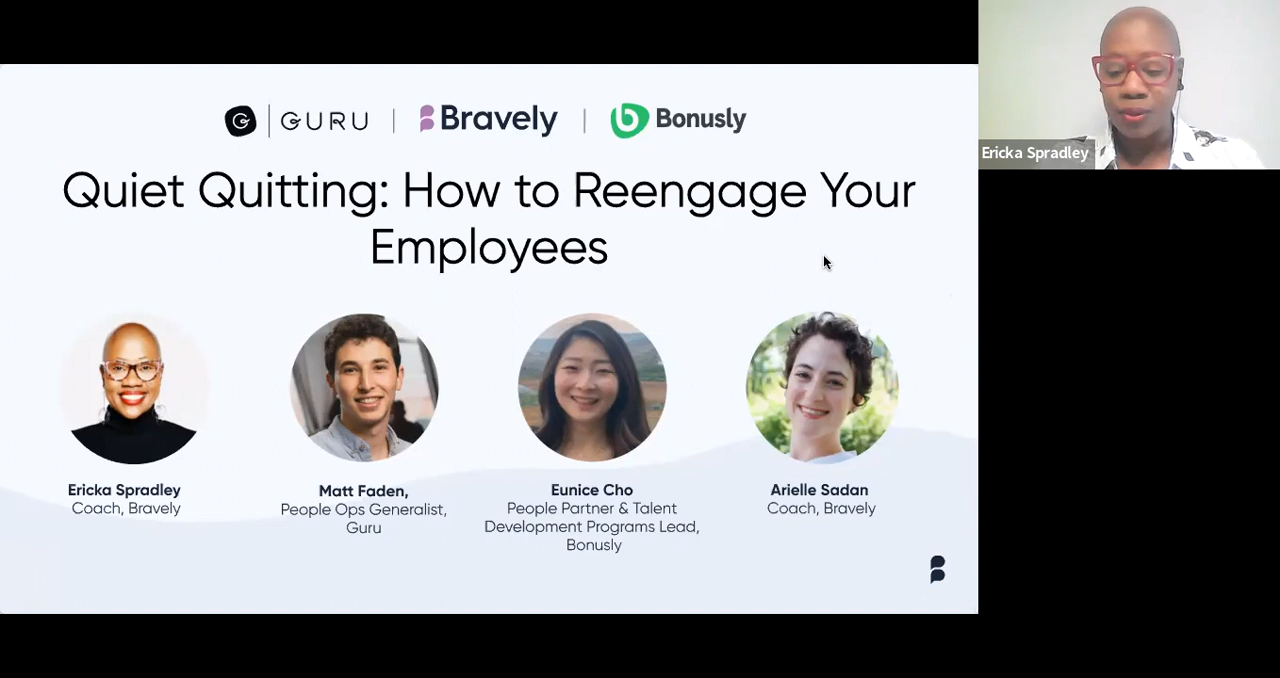 GURU | Bravely | Bonusly
Quiet Quitting: How to Reengage Your
Employees
Ericka Spradley
Coach, Bravely
Matt Faden,
People Ops Generalist,
Guru
Eunice Cho
People Partner & Talent
Development Programs Lead,
Bonusly
Arielle Sadan
Coach, Bravely
Ericka Spradley